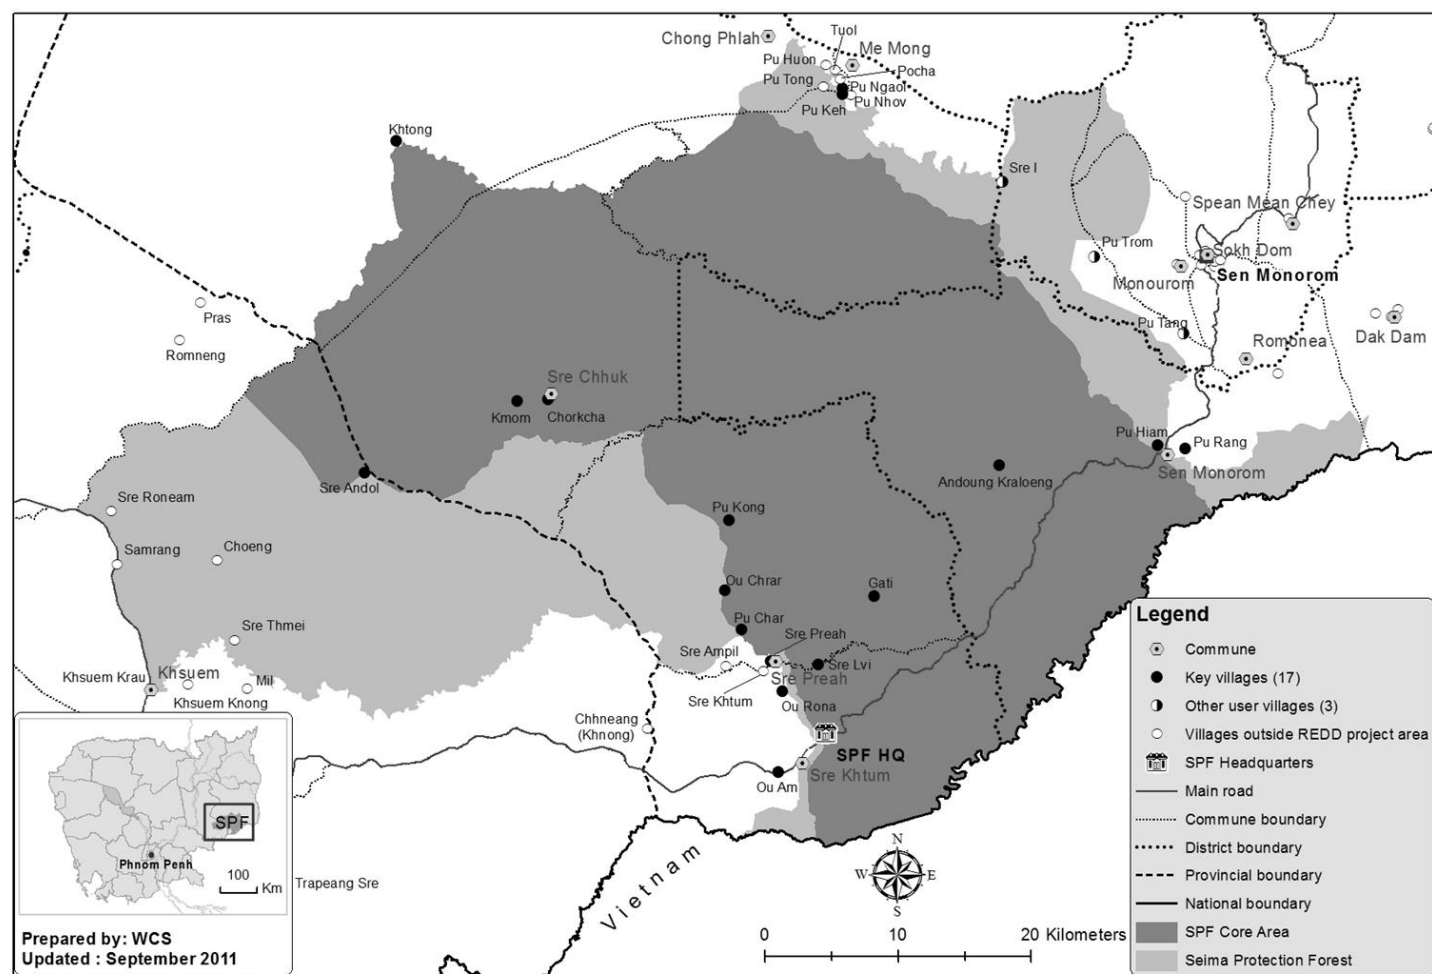 Chong Phlah
Tuol
Me Mong
Pu Huon
Pocha
Pu Tong
Pu Ngaol
Pu Nhov
Pu Keh
Khtong
Sre I
Spean Mean Chey
Pu Trom
Sokh Dom
Monourom
Sen Monorom
Pras
Romneng
Pu Tang
Romonea
Dak Dam
Sre Chhuk
Kmom
Chorkcha
Pu Hiam
Pu Rang
Sen Monorom
Sre Andol
Andoung Kraloeng
Sre Roneam
Pu Kong
Samrang
Choeng
Ou Chrar
Gati
Pu Char
Sre Thmei
Sre Preah
Sre Ampil
Sre Lvi
Khsuem Krau
Khsuem
Mil
Khsuem Knong
Sre Preah
Sre Khtum
Ou Rona
Chhneang
(Khnong)
SPF HQ
Sre Khtum
Ou Am
Vietnam
Trapeang Sre
SPF
Phnom Penh
100
Km
Prepared by: WCS
Updated : September 2011
N
W
E
S
0 10 20 Kilometers
Legend
Commune
Key villages (17)
Other user villages (3)
Villages outside REDD project area
SPF Headquarters
Main road
Commune boundary
District boundary
Provincial boundary
National boundary
SPF Core Area
Seima Protection Forest